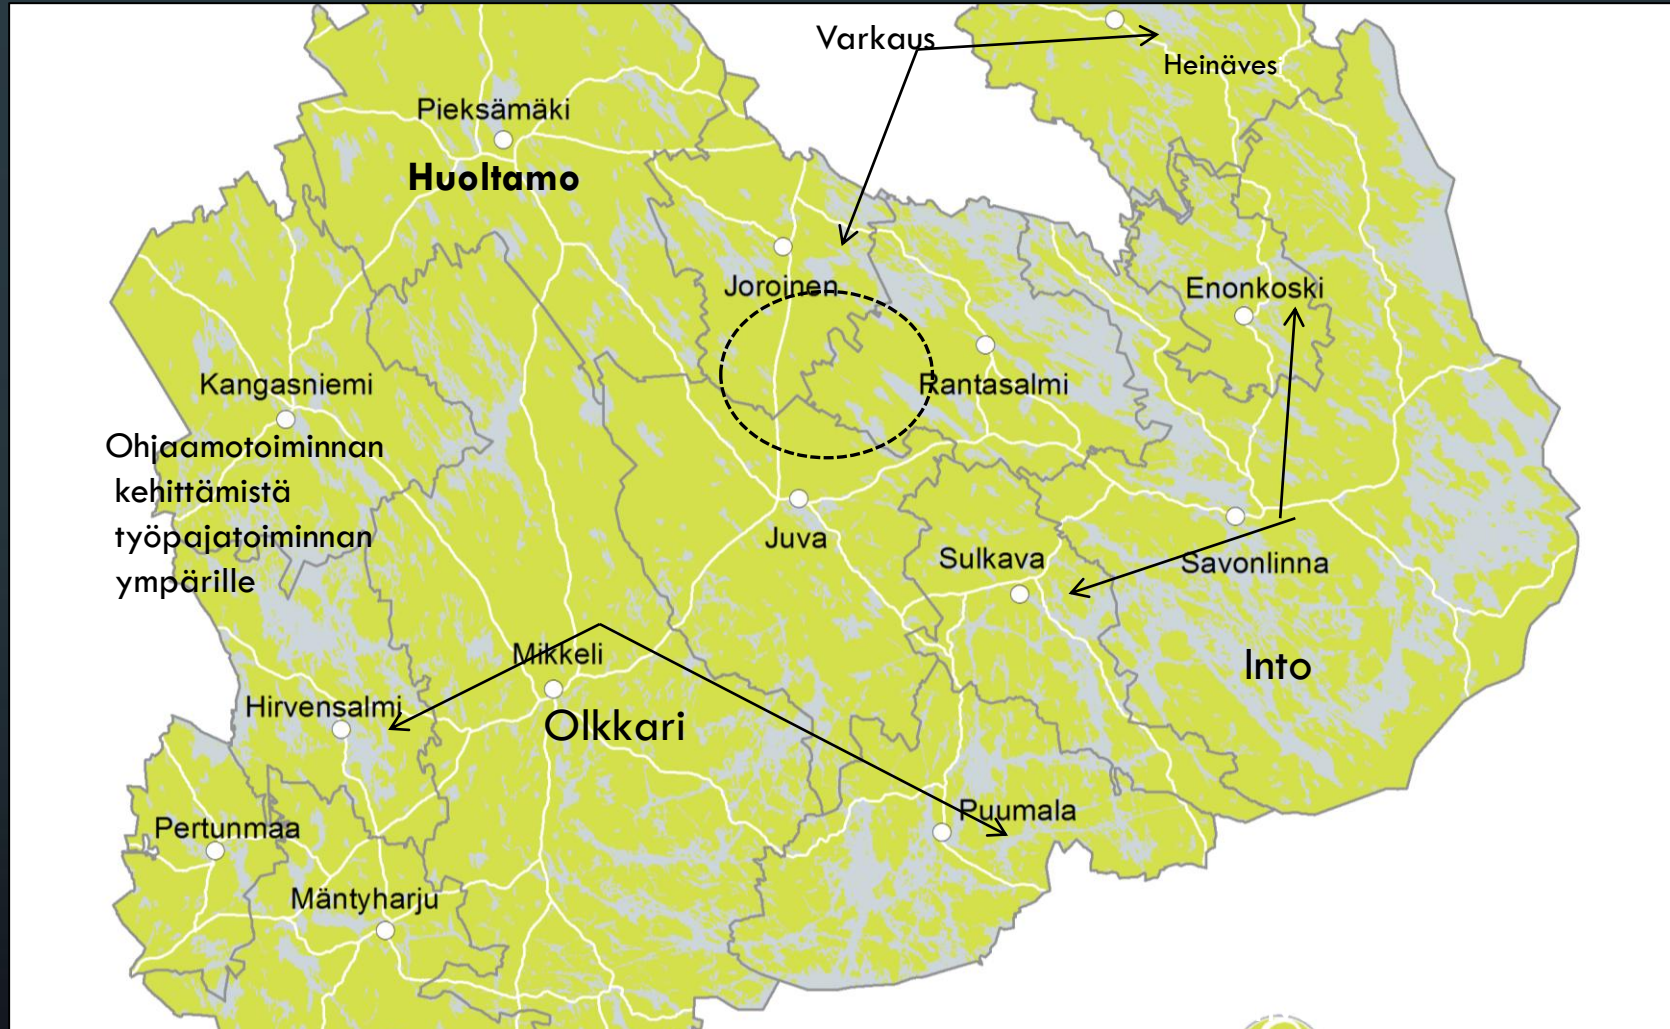 Varkaus
Heinäves
Pieksämäki
Huoltamo
Joroinen
Enonkoski
Kangasniemi
Rantasalmi
Ohjaamotoiminnan
kehittämistä
työpajatoiminnan
ympärille
Juva
Sulkava
Savonlinna
Mikkeli
Into
Hirvensalmi
Olkkari
Puumala
Pertunmaa
Mäntyharju